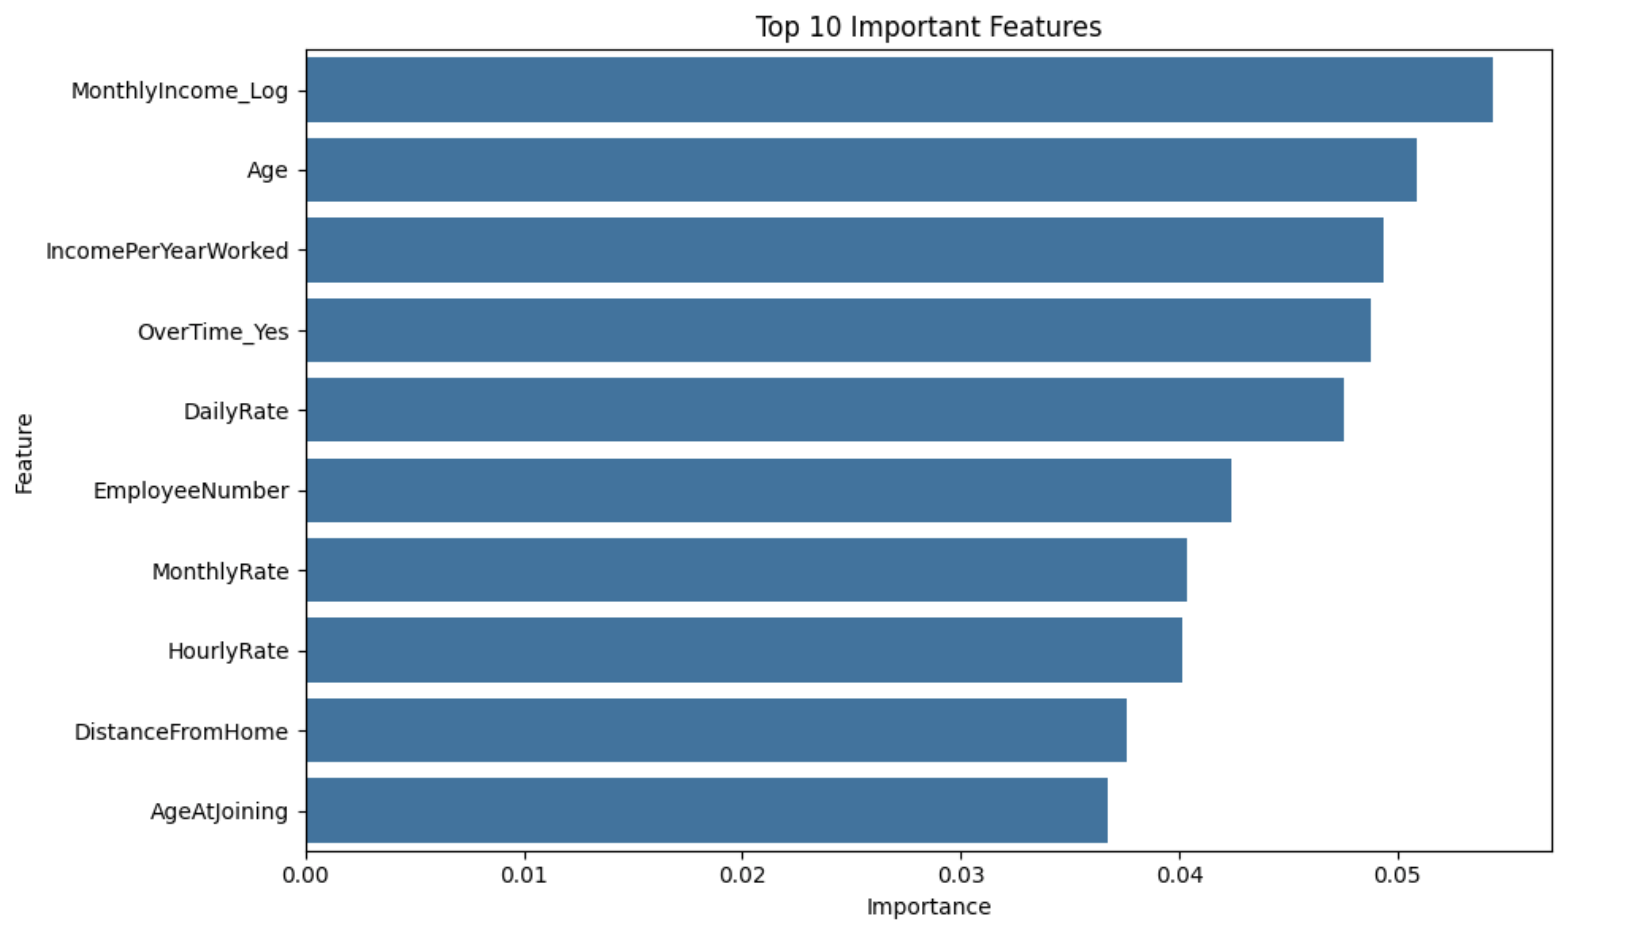 Top 10 Important Features
MonthlyIncome_Log
Age
IncomePerYearWorked
OverTime_Yes
DailyRate
EmployeeNumber
MonthlyRate
HourlyRate
DistanceFromHome
AgeAtJoining
Feature
0.00 0.01 0.02 0.03 0.04 0.05
Importance